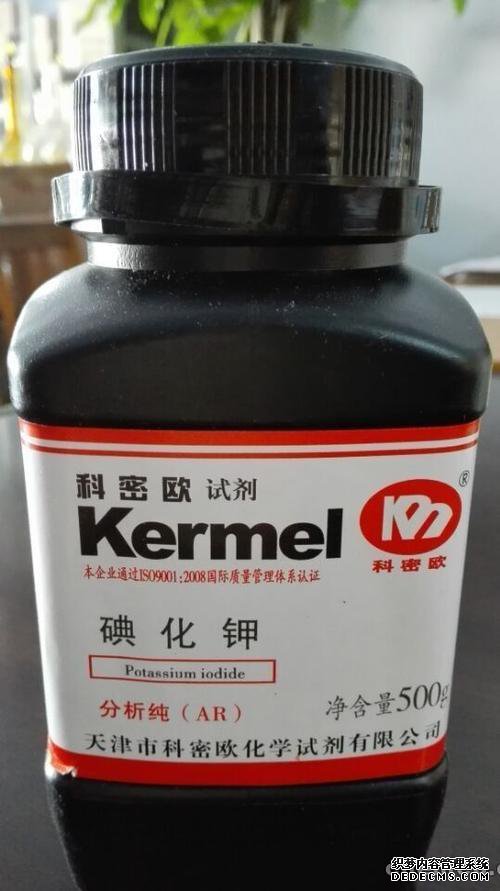 科密欧 试剂
Kermel
®
科密欧
本企业通过ISO9001:2008国际质量管理体系认证
碘化钾
Potassium iodide
分析纯（AR）
净含量500g
天津市科密欧化学试剂有限公司
织梦内容管理系统
DEDECMS.COM